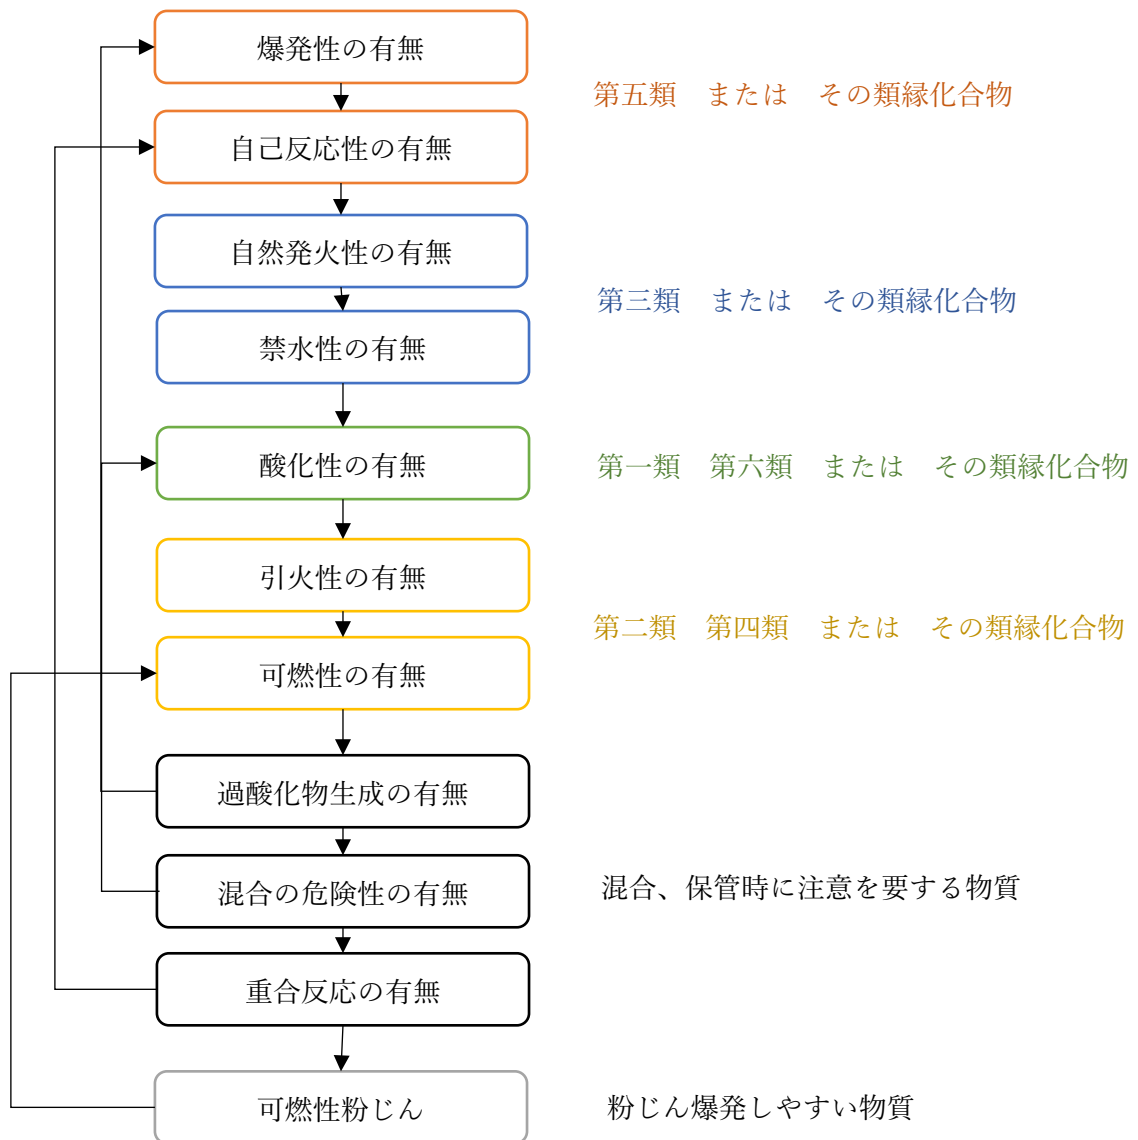 爆発性の有無
第五類　または　その類縁化合物
自己反応性の有無
自然発火性の有無
第三類　または　その類縁化合物
禁水性の有無
酸化性の有無
第一類　第六類　または　その類縁化合物
引火性の有無
第二類　第四類　または　その類縁化合物
可燃性の有無
過酸化物生成の有無
混合の危険性の有無
混合、保管時に注意を要する物質
重合反応の有無
可燃性粉じん
粉じん爆発しやすい物質